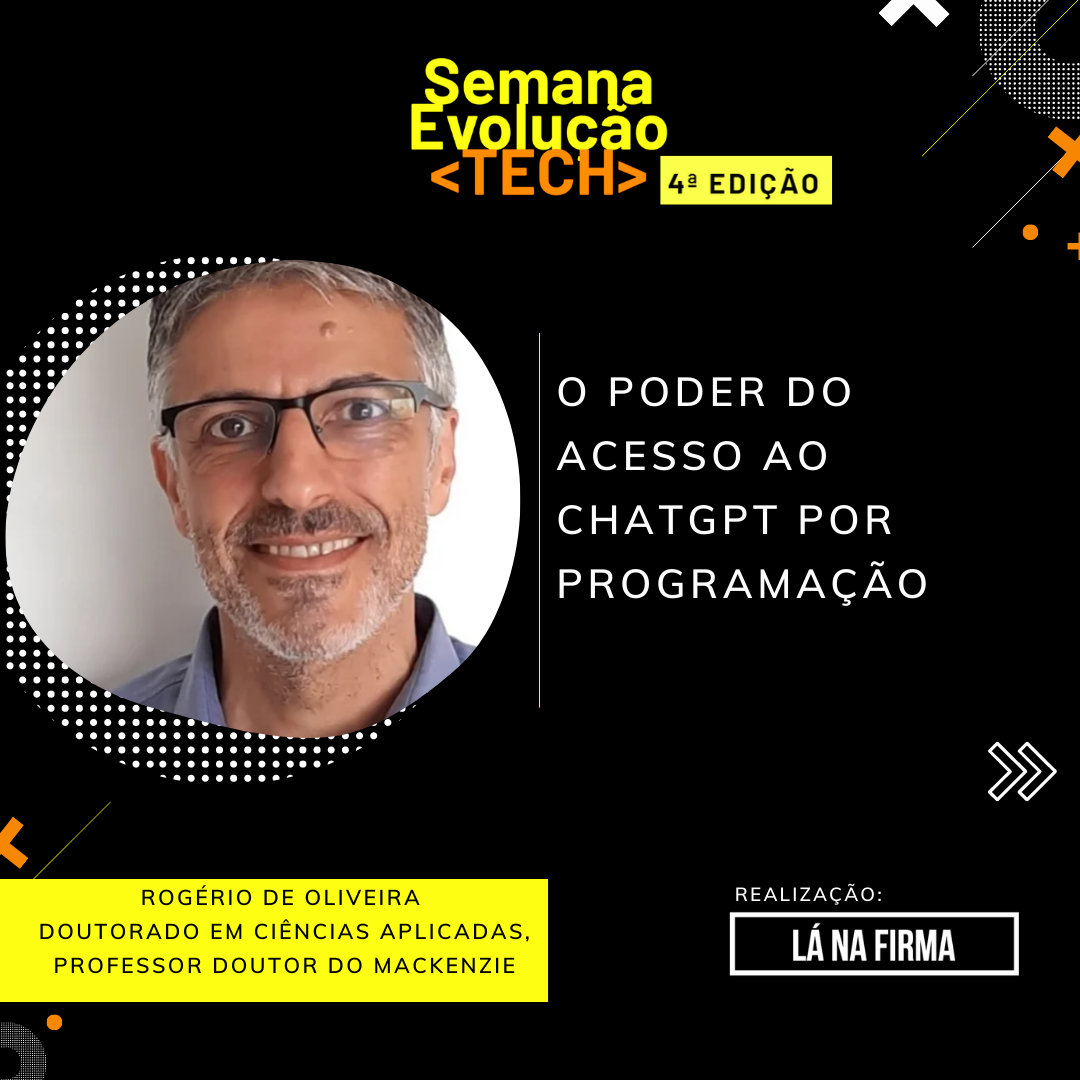 Semana
Evolução
<TECH>
4ª EDIÇÃO
O PODER DO
ACESSO AO
CHATGPT POR
PROGRAMAÇÃO
ROGÉRIO DE OLIVEIRA
DOUTORADO EM CIÊNCIAS APLICADAS,
PROFESSOR DOUTOR DO MACKENZIE
REALIZAÇÃO:
LÁ NA FIRMA